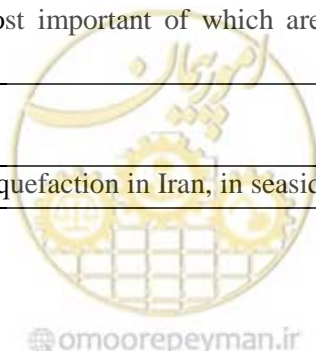 ost important of which are
امور پیمان
quefaction in Iran, in seasid
omoorepeyman.ir